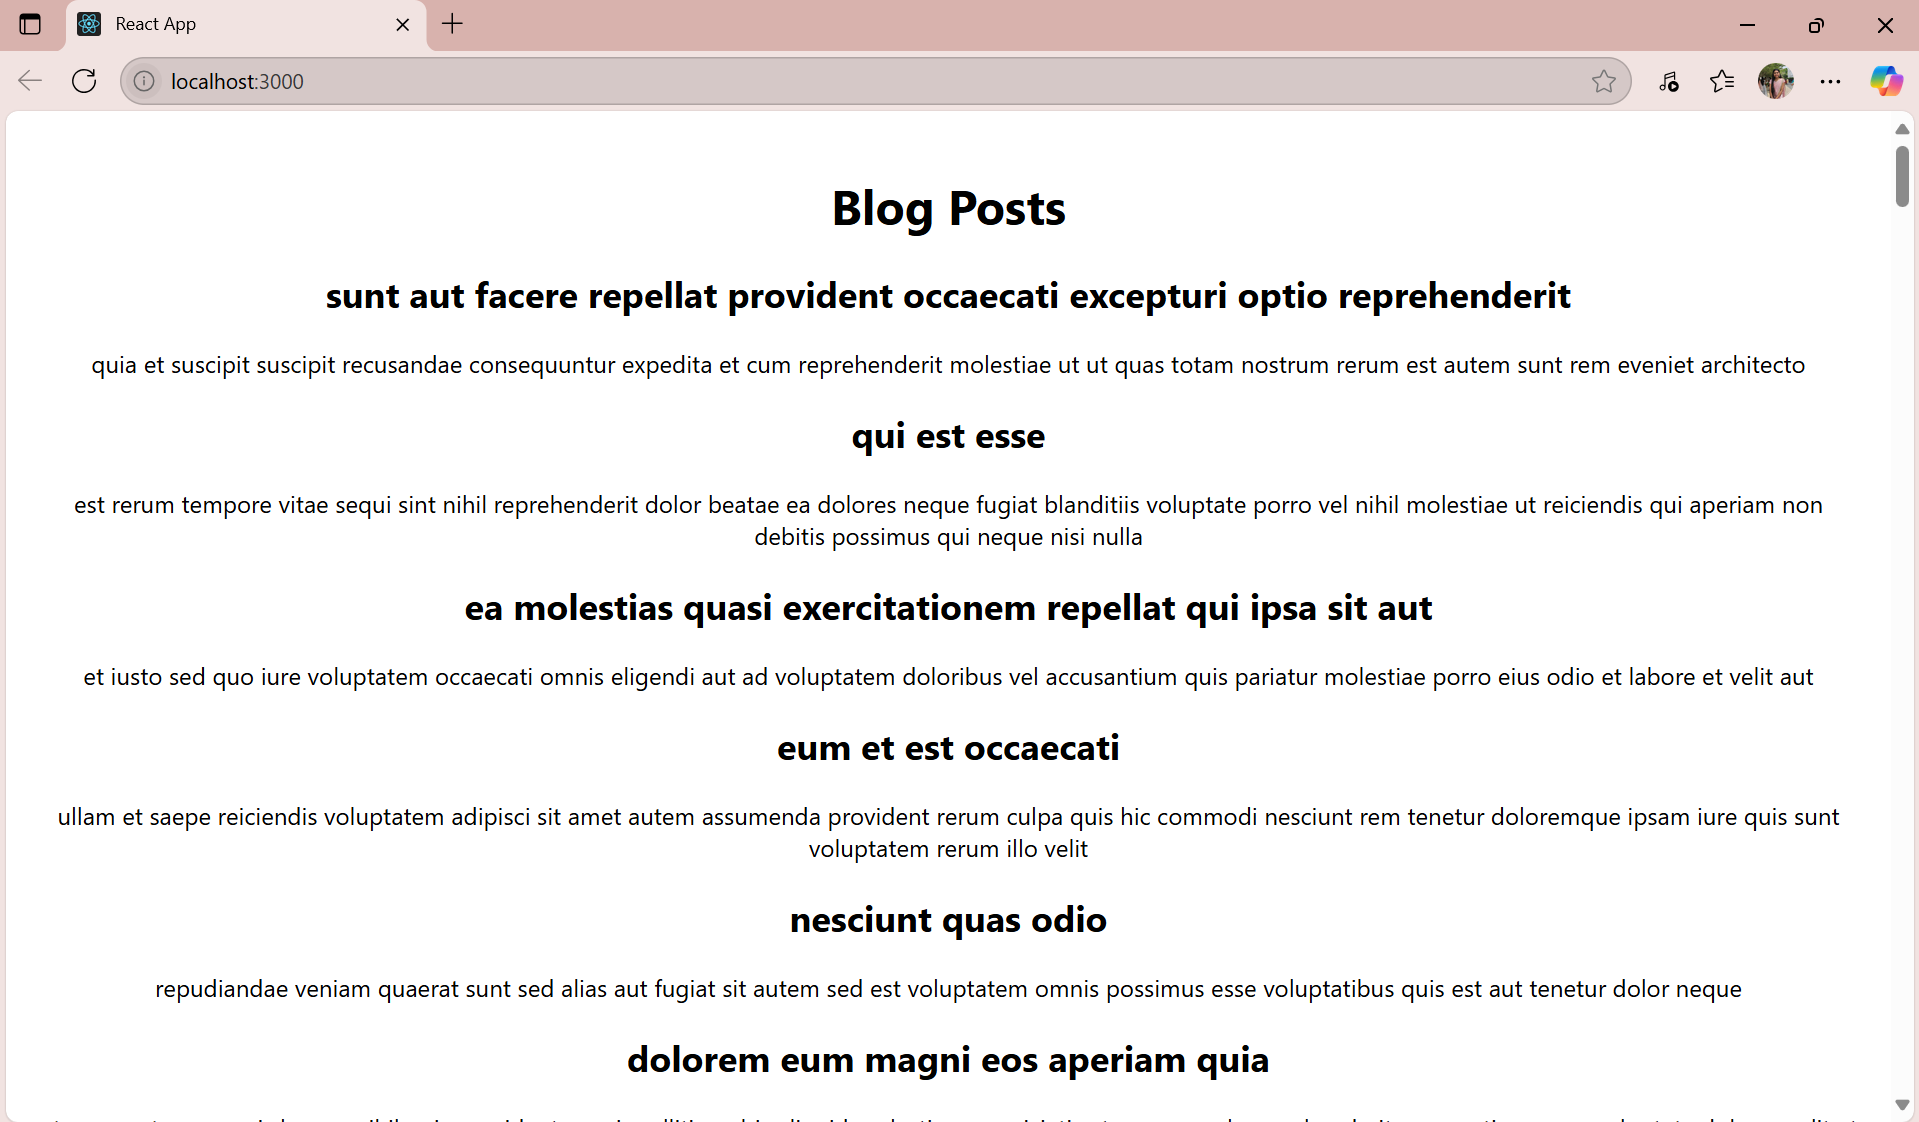 React App
localhost:3000
Blog Posts
sunt aut facere repellat provident occaecati excepturi optio reprehenderit
quia et suscipit suscipit recusandae consequuntur expedita et cum reprehenderit molestiae ut ut quas totam nostrum rerum est autem sunt rem eveniet architecto
qui est esse
est rerum tempore vitae sequi sint nihil reprehenderit dolor beatae ea dolores neque fugiat blanditiis voluptate porro vel nihil molestiae ut reiciendis qui aperiam non
debitis possimus qui neque nisi nulla
ea molestias quasi exercitationem repellat qui ipsa sit aut
et iusto sed quo iure voluptatem occaecati omnis eligendi aut ad voluptatem doloribus vel accusantium quis pariatur molestiae porro eius odio et labore et velit aut
eum et est occaecati
ullam et saepe reiciendis voluptatem adipisci sit amet autem assumenda provident rerum culpa quis hic commodi nesciunt rem tenetur doloremque ipsam iure quis sunt
voluptatem rerum illo velit
nesciunt quas odio
repudiandae veniam quaerat sunt sed alias aut fugiat sit autem sed est voluptatem omnis possimus esse voluptatibus quis est aut tenetur dolor neque
dolorem eum magni eos aperiam quia